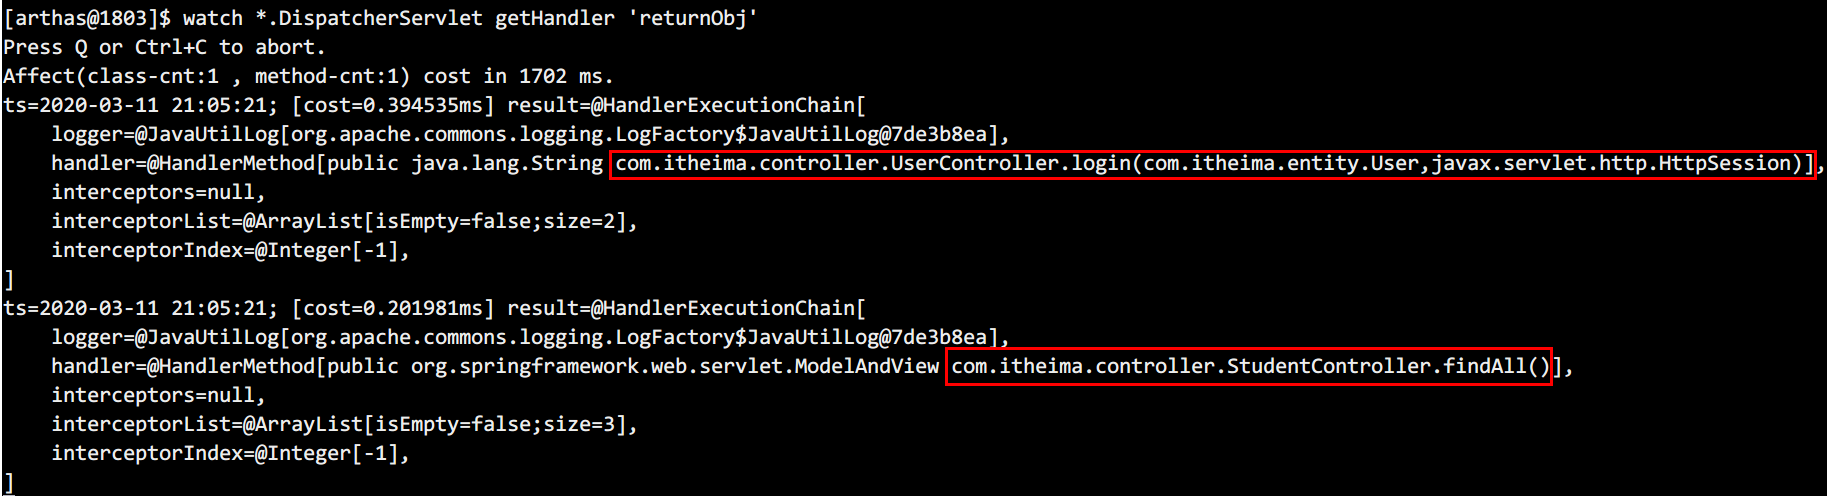 [arthas@1803]$ watch *.DispatcherServlet getHandler 'returnObj'
Press Q or Ctrl+C to abort.
Affect(class-cnt:1 , method-cnt:1) cost in 1702 ms.
ts=2020-03-11 21:05:21; [cost=0.394535ms] result=@HandlerExecutionChain[
    logger=@JavaUtilLog[org.apache.commons.logging.LogFactory$JavaUtilLog@7de3b8ea],
    handler=@HandlerMethod[public java.lang.String com.itheima.controller.UserController.login(com.itheima.entity.User,javax.servlet.http.HttpSession)],
    interceptors=null,
    interceptorList=@ArrayList[isEmpty=false;size=2],
    interceptorIndex=@Integer[-1],
]
ts=2020-03-11 21:05:21; [cost=0.201981ms] result=@HandlerExecutionChain[
    logger=@JavaUtilLog[org.apache.commons.logging.LogFactory$JavaUtilLog@7de3b8ea],
    handler=@HandlerMethod[public org.springframework.web.servlet.ModelAndView com.itheima.controller.StudentController.findAll()],
    interceptors=null,
    interceptorList=@ArrayList[isEmpty=false;size=3],
    interceptorIndex=@Integer[-1],
]